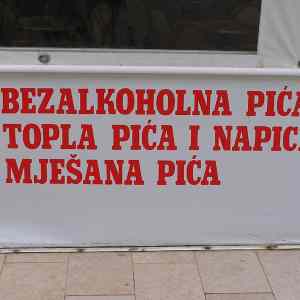 BEZALKOHOLNA PIĆA
TOPLA PIĆA I NAPICI
MJEŠANA PIĆA